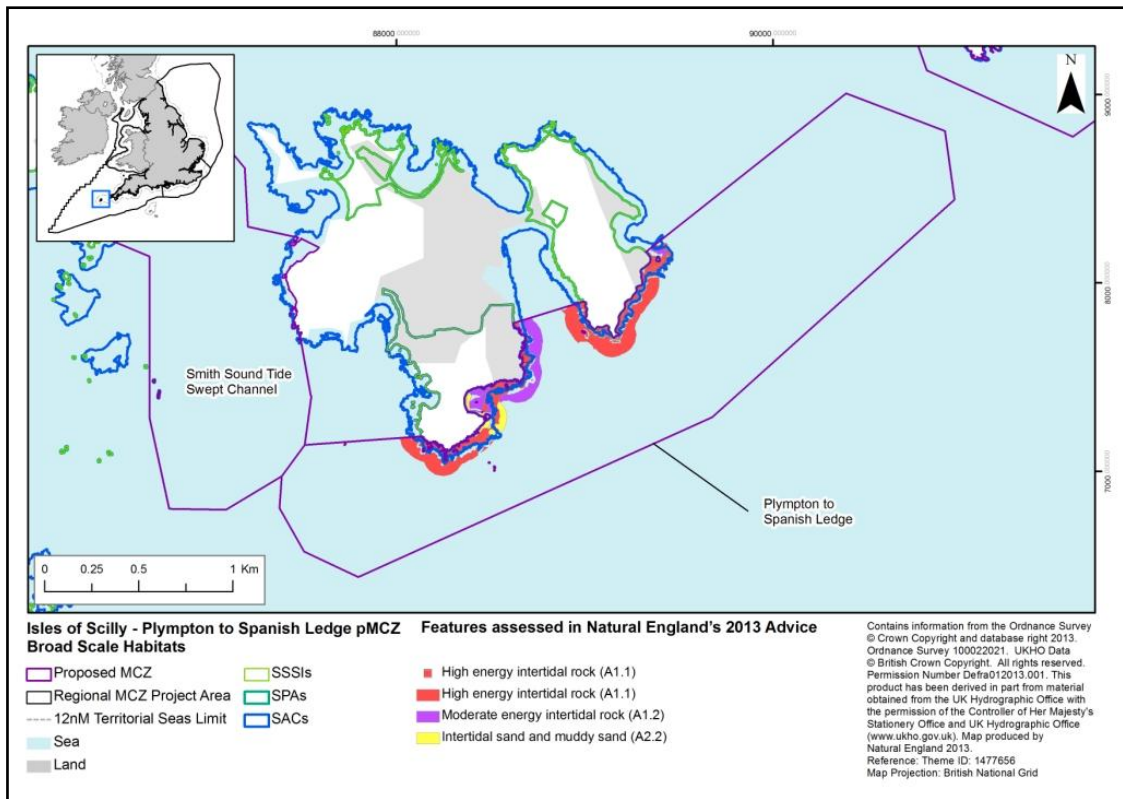 88000.000000
90000.000000
N
9000.000000
8000.000000
7000.000000
Smith Sound Tide
Swept Channel
Plympton to
Spanish Ledge
0 0.25 0.5 1 Km
Isles of Scilly - Plympton to Spanish Ledge pMCZ
Broad Scale Habitats
Proposed MCZ
Regional MCZ Project Area
12nM Territorial Seas Limit
Sea
Land
SSSIs
SPAs
SACs
Features assessed in Natural England's 2013 Advice
High energy intertidal rock (A1.1)
High energy intertidal rock (A1.1)
Moderate energy intertidal rock (A1.2)
Intertidal sand and muddy sand (A2.2)
Contains information from the Ordnance Survey
© Crown Copyright and database right 2013.
Ordnance Survey 100022021. UKHO Data
© British Crown Copyright. All rights reserved.
Permission Number Defra012013.001. This
product has been derived in part from material
obtained from the UK Hydrographic Office with
the permission of the Controller of Her Majesty's
Stationery Office and UK Hydrographic Office
(www.ukho.gov.uk). Map produced by
Natural England 2013.
Reference: Theme ID: 1477656
Map Projection: British National Grid